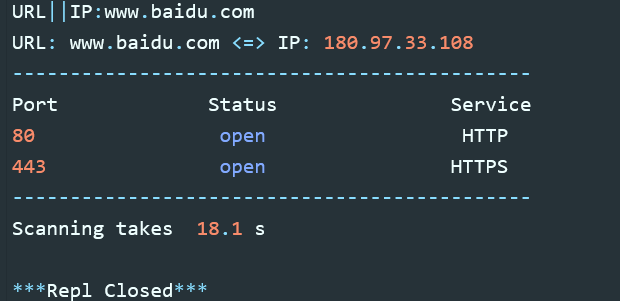 URL||IP:www.baidu.com
URL: www.baidu.com <=> IP: 180.97.33.108
---------------------------------------------
Port             Status               Service
80                open                 HTTP
443               open                HTTPS
---------------------------------------------
Scanning takes  18.1 s
***Repl Closed***